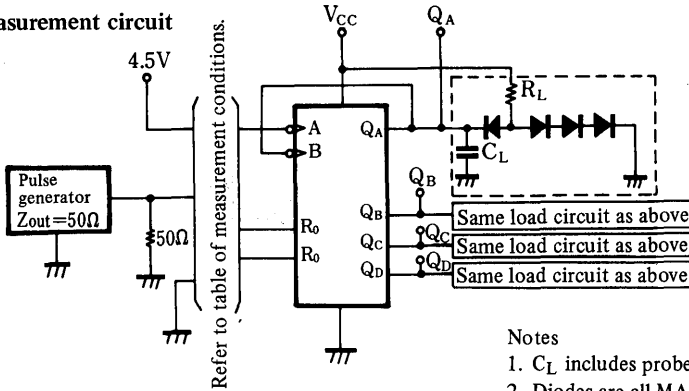 asurement circuit
4.5V
Refer to table of measurement conditions.
VCC
QA
RL
A
B
QA
CL
Pulse
generator
Zout=50Ω
50Ω
R0
R0
QB
QB
Same load circuit as above
QC
QC
Same load circuit as above
QD
QD
Same load circuit as above
Notes
1. CL includes probe
2. Diodes are all MA